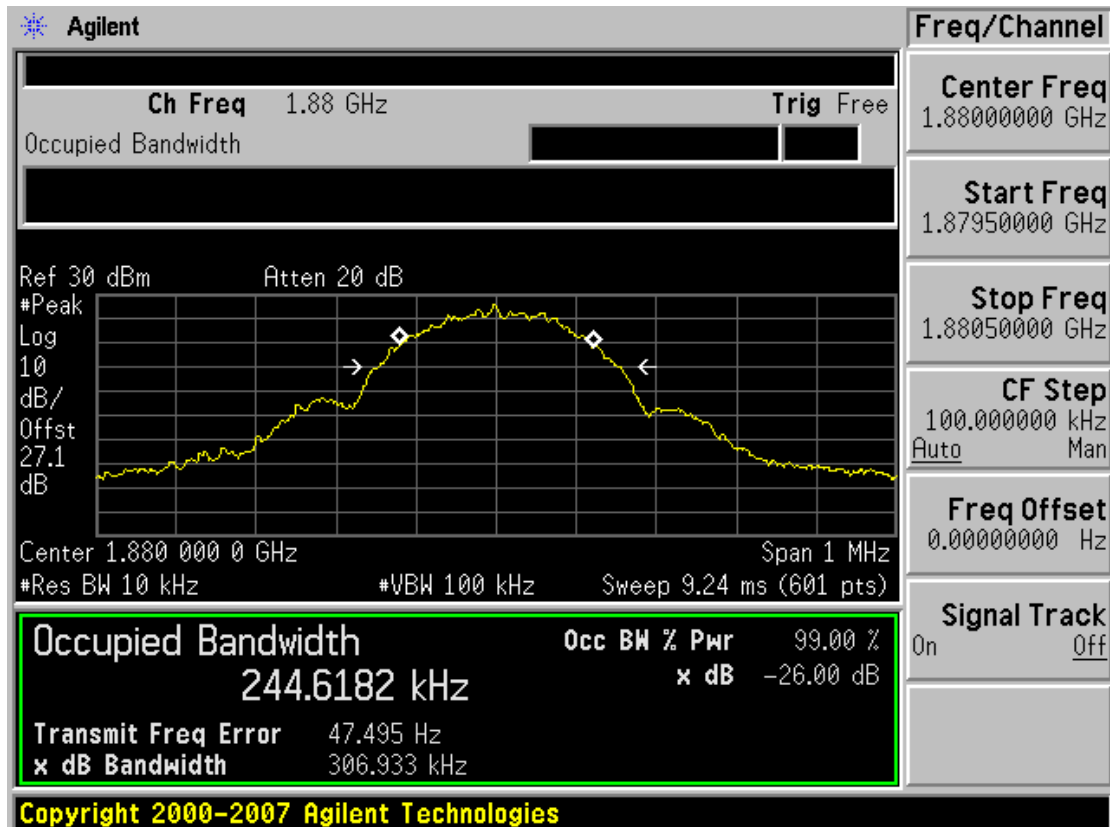 Agilent
Freq/Channel
Ch Freq 1.88 GHz Trig Free
Occupied Bandwidth
Center Freq
1.88000000 GHz
Start Freq
1.87950000 GHz
Stop Freq
1.88050000 GHz
CF Step
100.000000 kHz
Auto Man
Freq Offset
0.00000000 Hz
Signal Track
On Off
Ref 30 dBm Atten 20 dB
#Peak
Log
10
dB/
Offst
27.1
dB
Center 1.880 000 0 GHz Span 1 MHz
#Res BW 10 kHz #VBW 100 kHz Sweep 9.24 ms (601 pts)
Occupied Bandwidth
244.6182 kHz
Occ BW % Pwr 99.00 %
x dB -26.00 dB
Transmit Freq Error 47.495 Hz
x dB Bandwidth 306.933 kHz
Copyright 2000-2007 Agilent Technologies